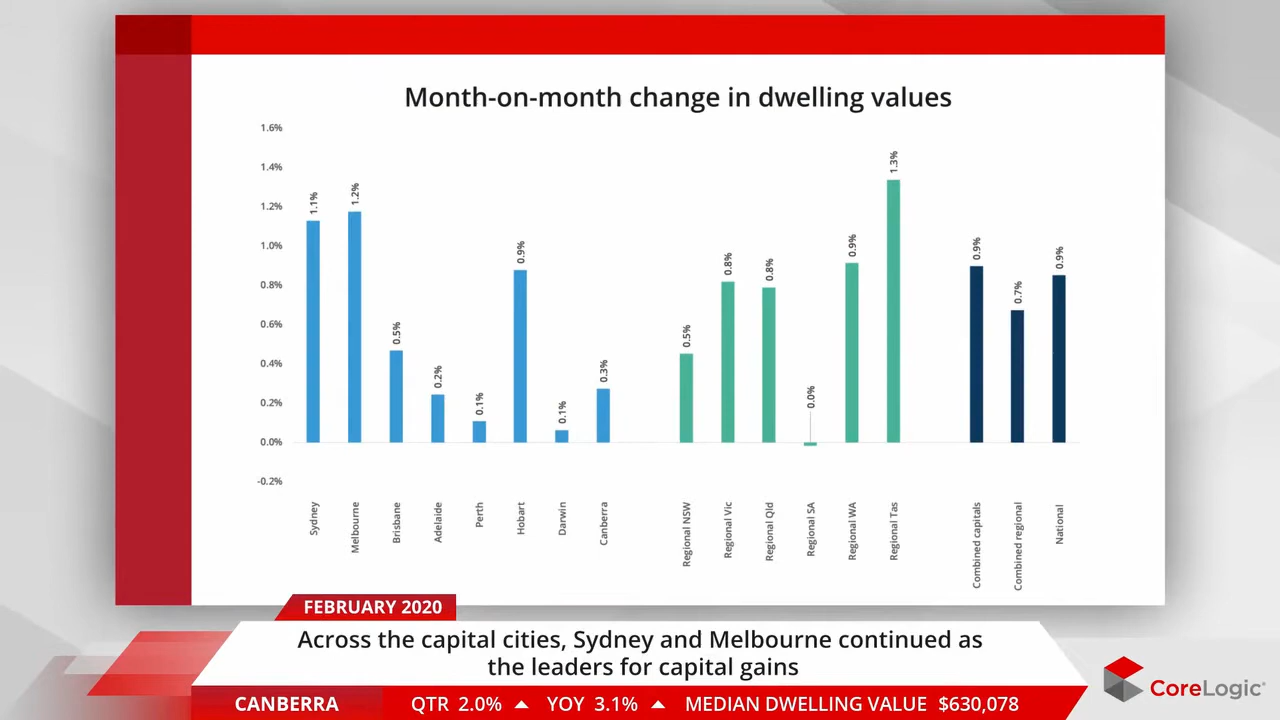 Month-on-month change in dwelling values
1.6%
1.4%
1.2%
1.0%
0.8%
0.6%
0.4%
0.2%
0.0%
-0.2%
1.1%
1.2%
0.5%
0.2%
0.1%
0.9%
0.1%
0.3%
0.5%
0.8%
0.8%
0.0%
0.9%
1.3%
0.9%
0.7%
0.9%
Sydney
Melbourne
Brisbane
Adelaide
Perth
Hobart
Darwin
Canberra
Regional NSW
Regional Vic
Regional Qld
Regional SA
Regional WA
Regional Tas
Combined capitals
Combined regional
National
FEBRUARY 2020
Across the capital cities, Sydney and Melbourne continued as
the leaders for capital gains
CANBERRA QTR 2.0% ▲ YOY 3.1% ▲ MEDIAN DWELLING VALUE $630,078
CoreLogic®